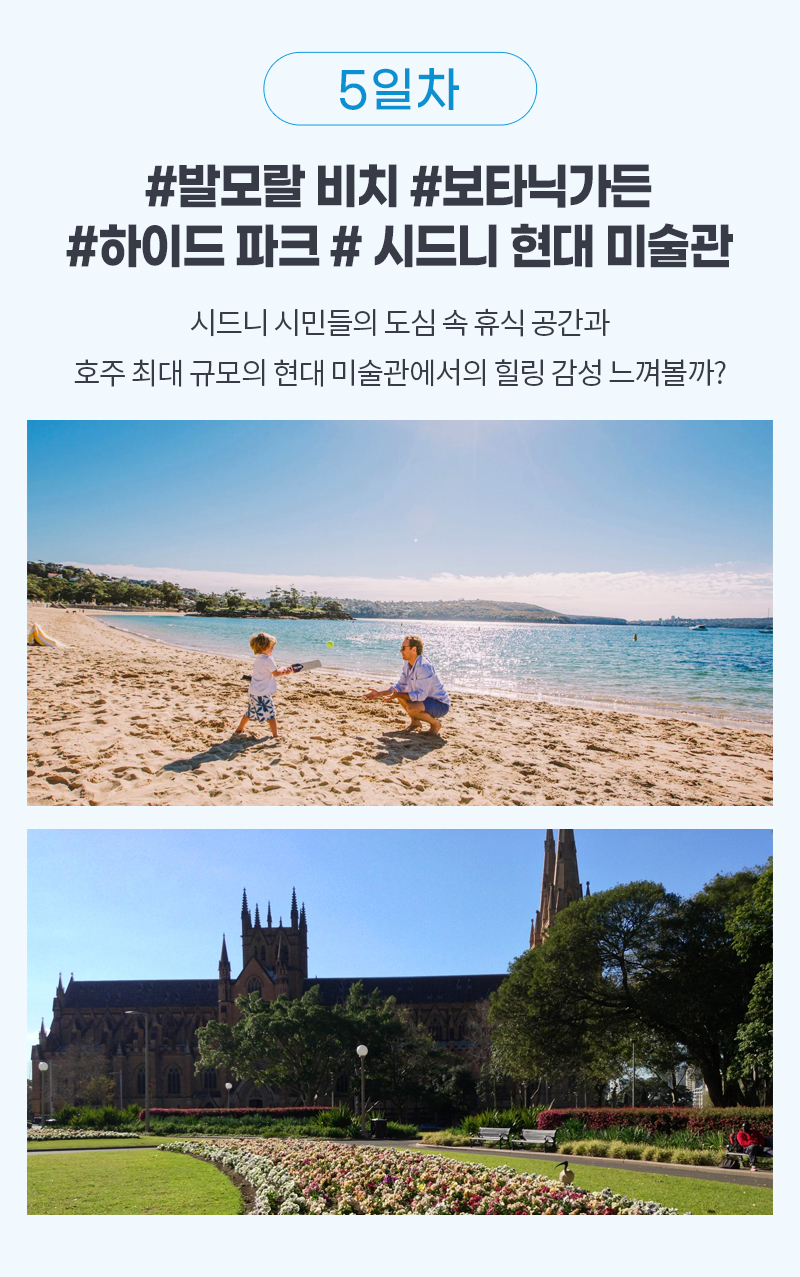 5일차
#발모랄 비치 #보타닉가든
#하이드 파크 # 시드니 현대 미술관
시드니 시민들의 도심 속 휴식 공간과
호주 최대 규모의 현대 미술관에서의 힐링 감성 느껴볼까?